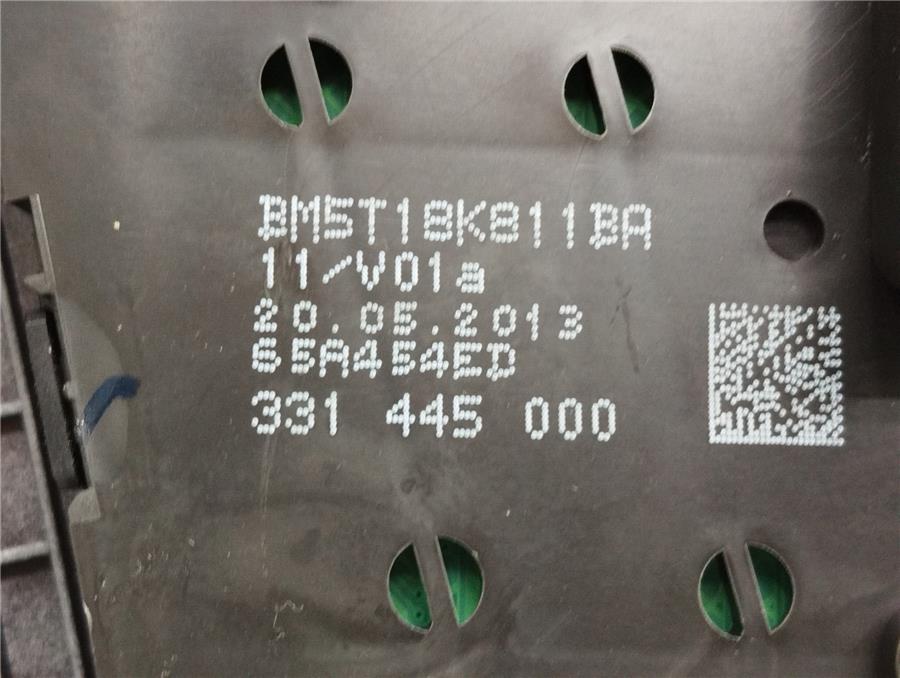 BM5T18K811BA
11/V01a
20.05.2013
65A454ED
331 445 000